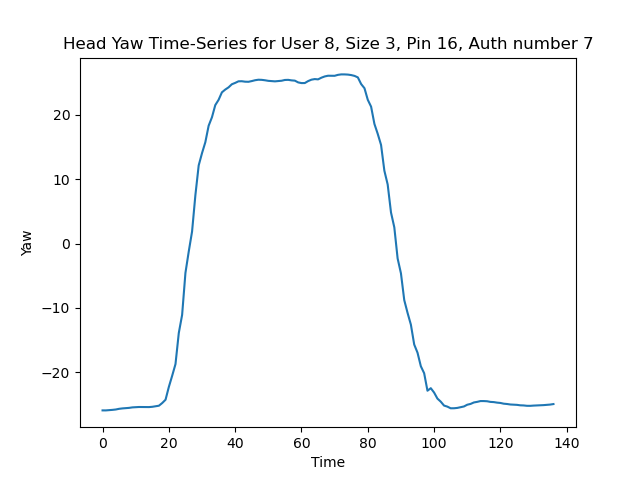 Head Yaw Time-Series for User 8, Size 3, Pin 16, Auth number 7
20
10
0
−10
−20
Yaw
0 20 40 60 80 100 120 140
Time